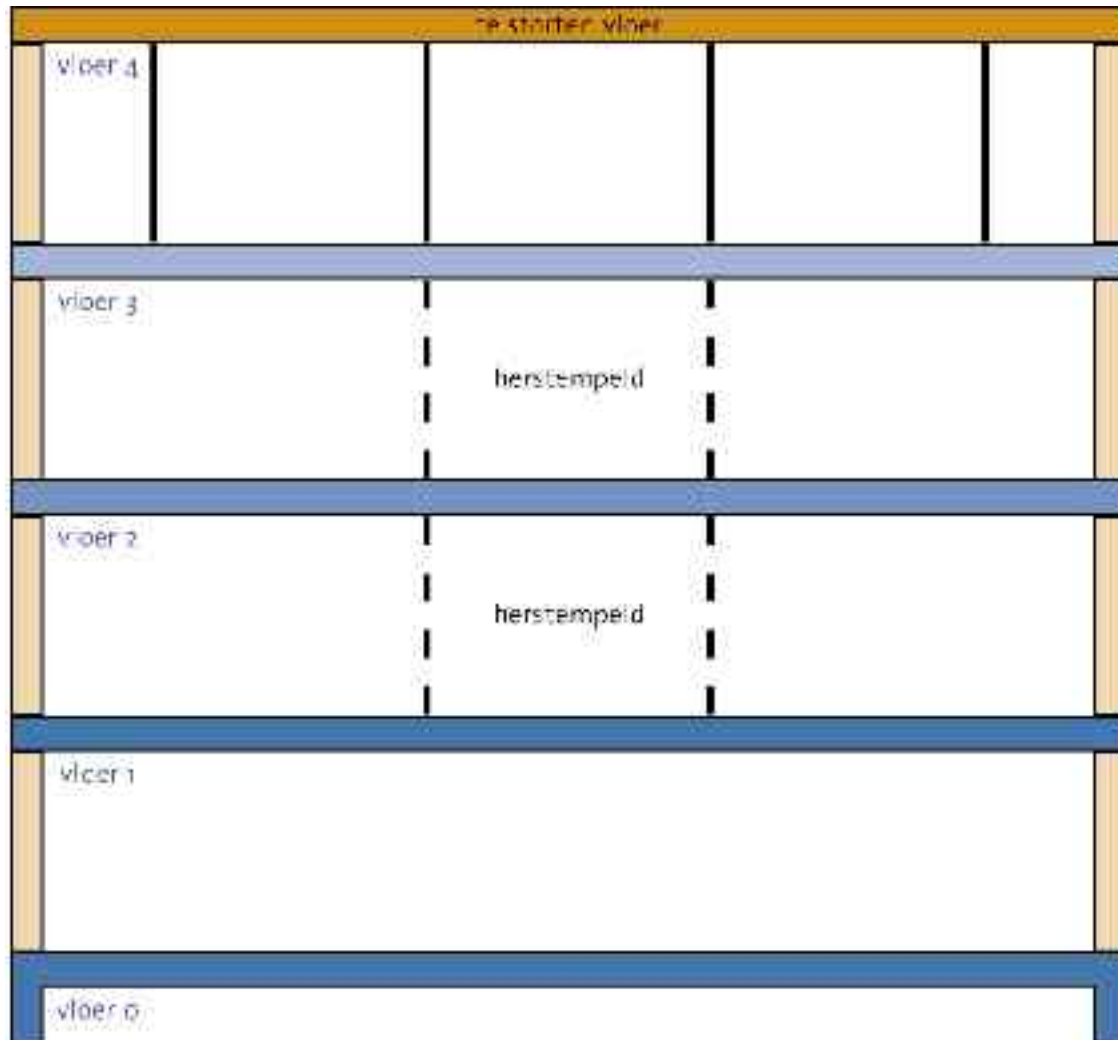 te storten vloer
vloer 4
vloer 3
herstempeld
vloer 2
herstempeld
vloer 1
vloer 0